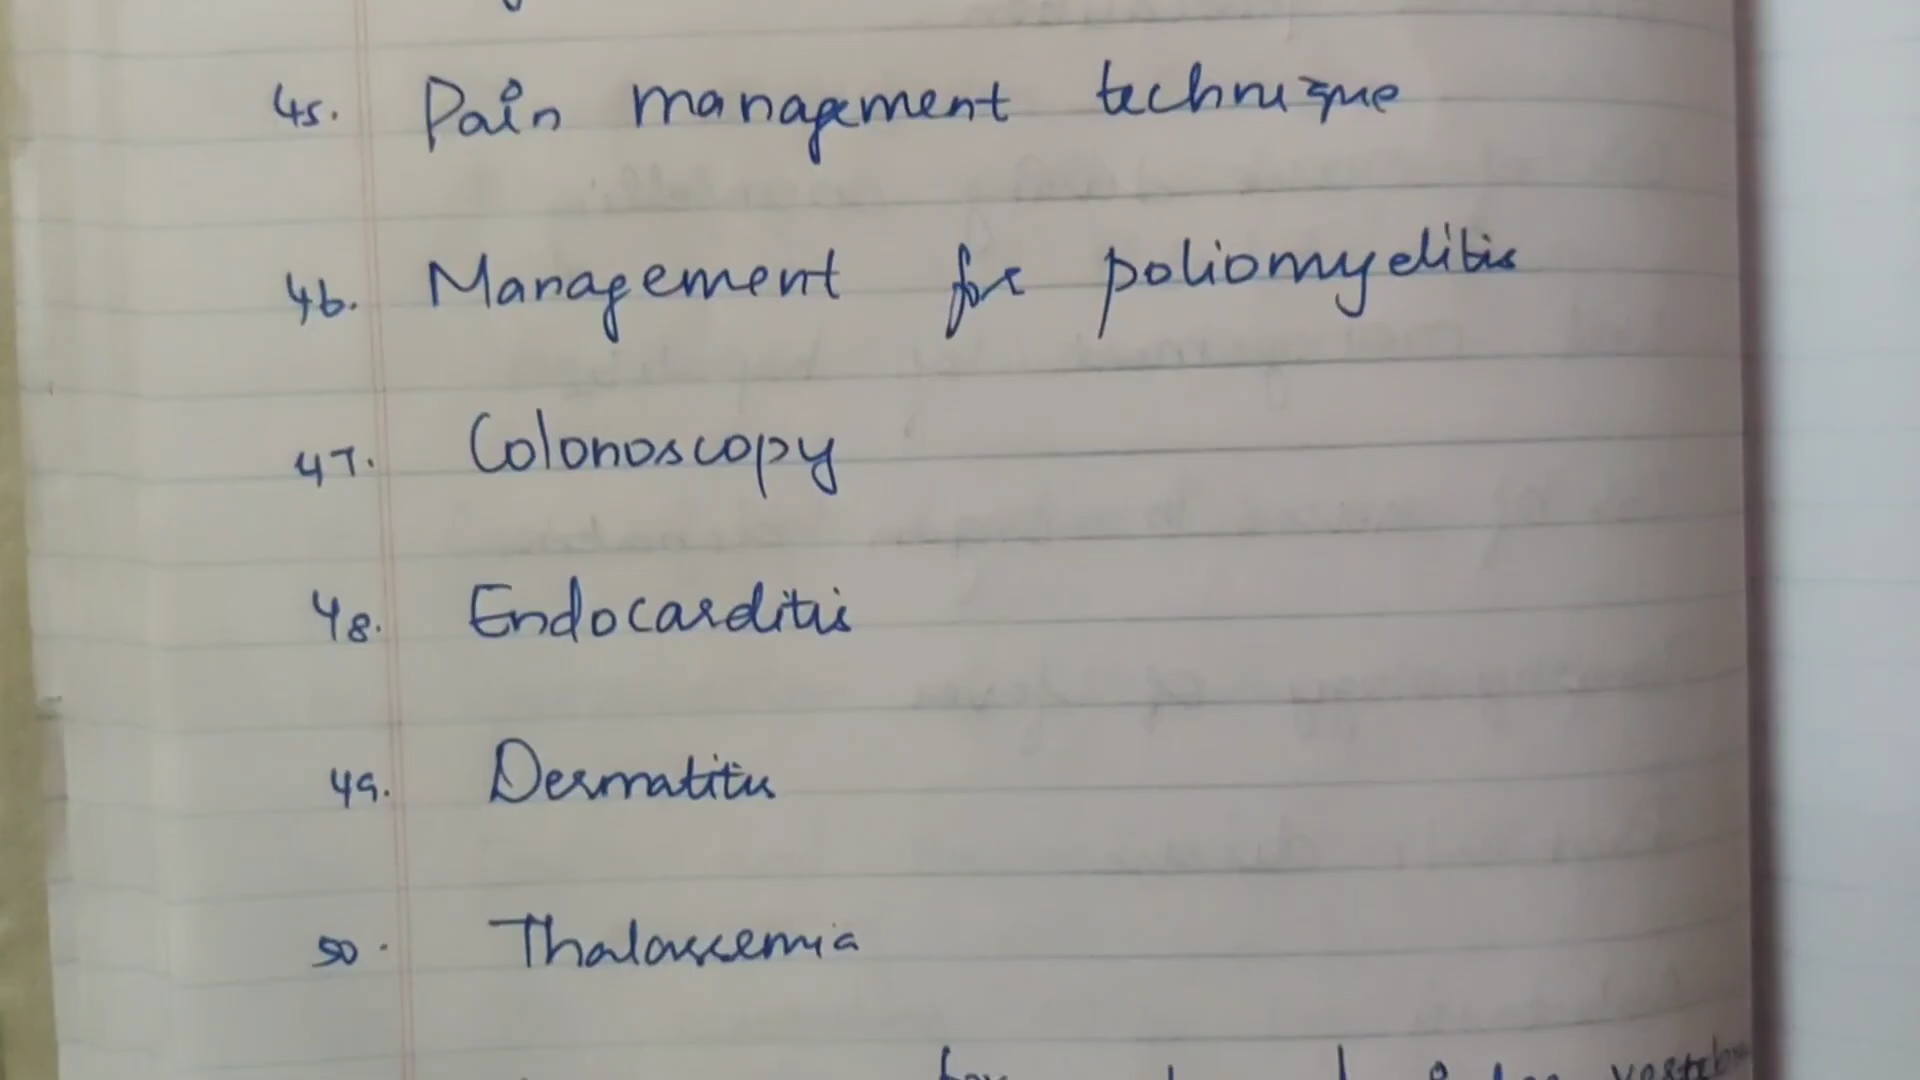 45. Pain management technique
46. Management for poliomyelitis
47. Colonoscopy
48. Endocarditis
49. Dermatitis
50. Thalassemia